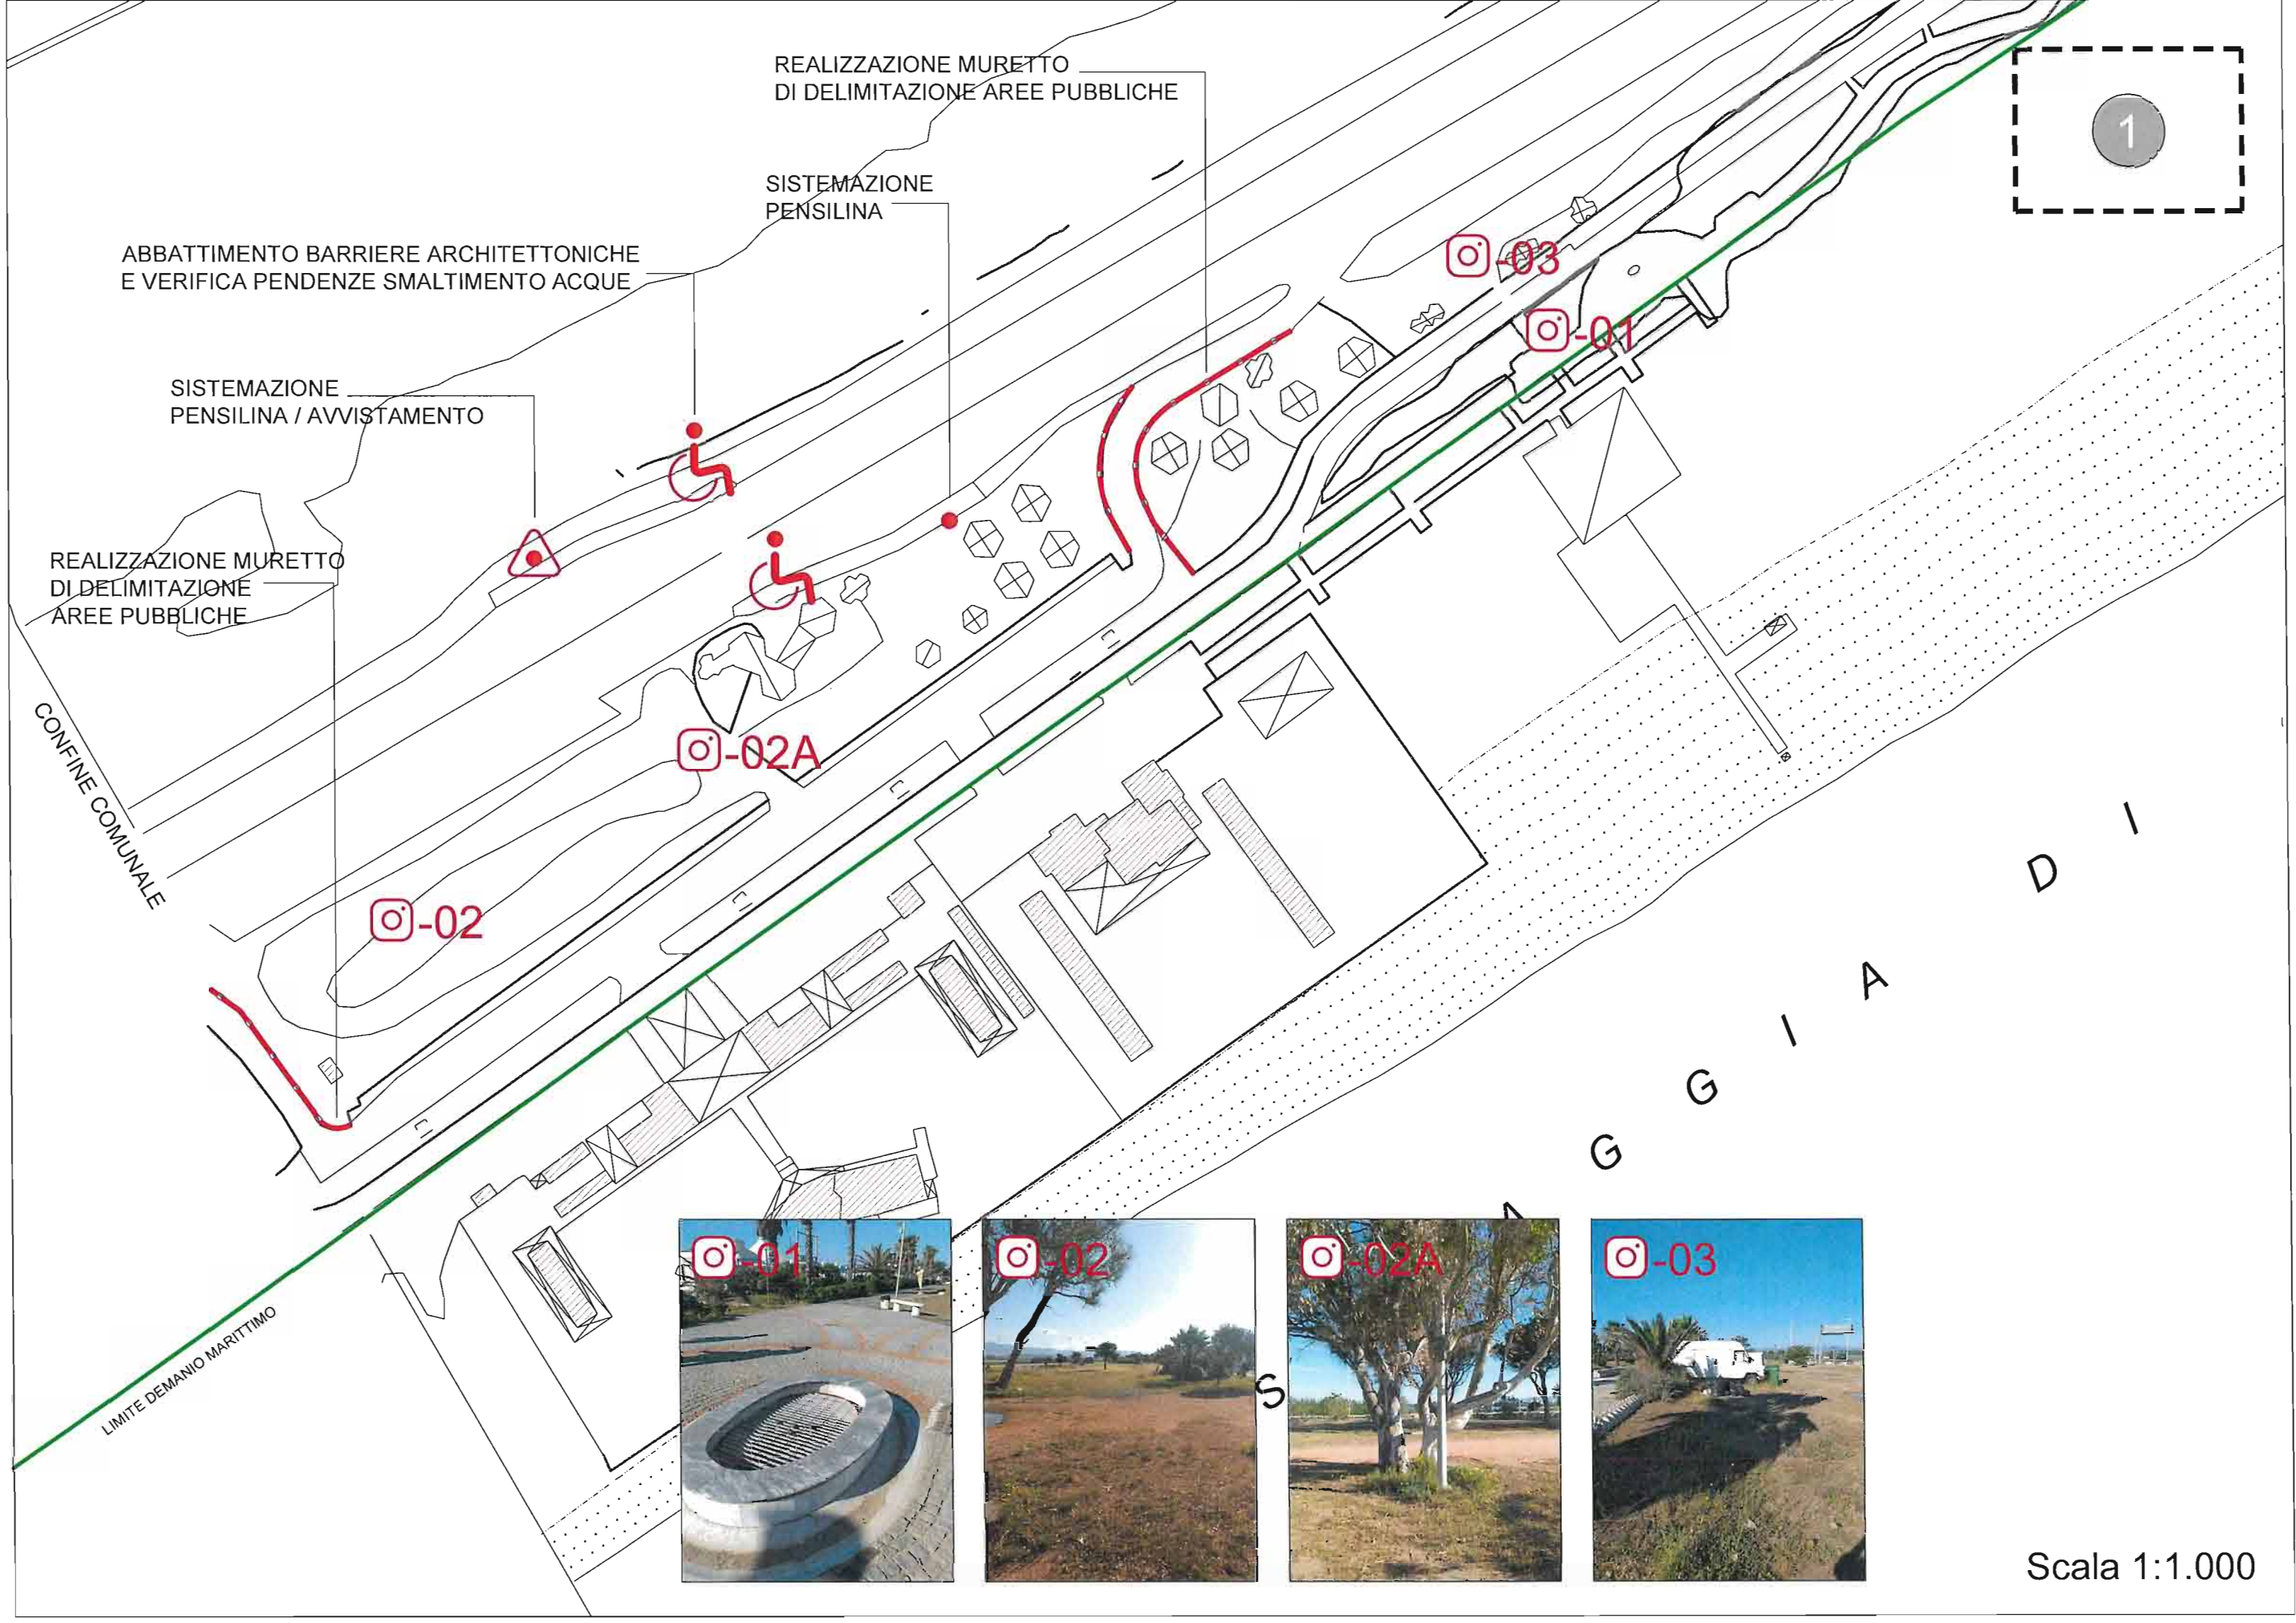 REALIZZAZIONE MURETTO
DI DELIMITAZIONE AREE PUBBLICHE
1
SISTEMAZIONE
PENSILINA
ABBATTIMENTO BARRIERE ARCHITETTONICHE
E VERIFICA PENDENZE SMALTIMENTO ACQUE
-03
-01
SISTEMAZIONE
PENSILINA / AVVISTAMENTO
REALIZZAZIONE MURETTO
DI DELIMITAZIONE
AREE PUBBLICHE
CONFINE COMUNALE
-02A
-02
S A G G I A D I
LIMITE DEMANIO MARITTIMO
-01
-02
-02A
-03
Scala 1:1.000